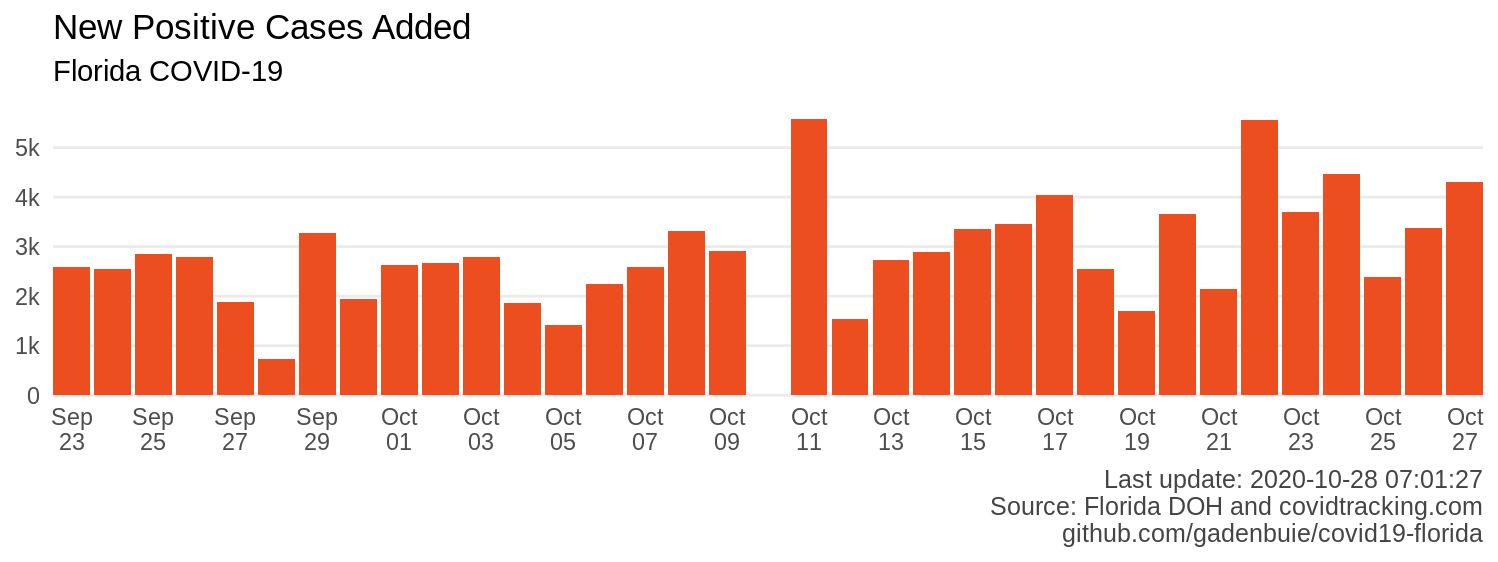 New Positive Cases Added
Florida COVID-19
5k
4k
3k
2k
1k
0
Sep Sep Sep Sep Oct Oct Oct Oct Oct Oct Oct Oct Oct Oct Oct Oct Oct Oct
23 25 27 29 01 03 05 07 09 11 13 15 17 19 21 23 25 27
Last update: 2020-10-28 07:01:27
Source: Florida DOH and covidtracking.com
github.com/gadenbuie/covid19-florida